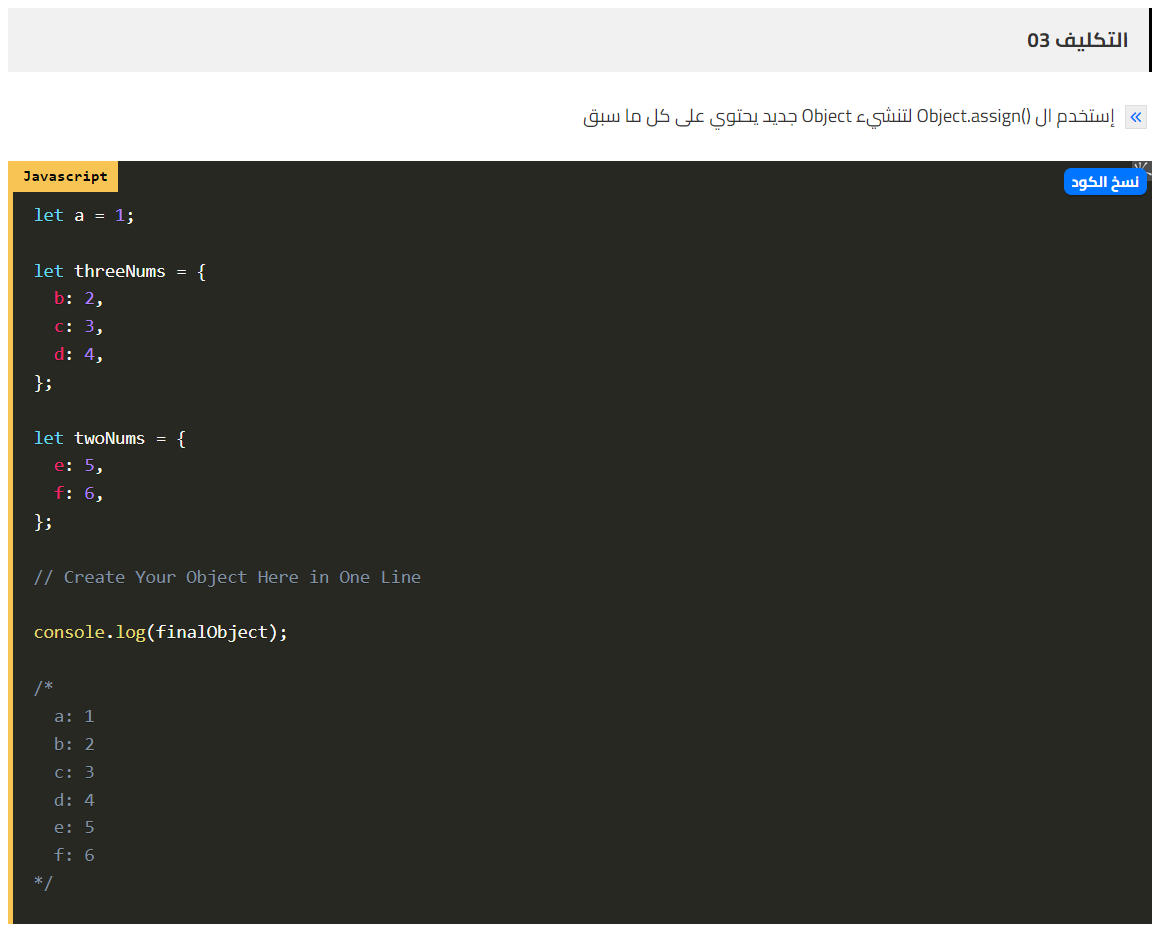 التكليف 03
إستخدم ال Object.assign() لتنشيء Object جديد يحتوي على كل ما سبق
Javascript
نسخ الكود
let a = 1;
let threeNums = {
  b: 2,
  c: 3,
  d: 4,
};
let twoNums = {
  e: 5,
  f: 6,
};
// Create Your Object Here in One Line
console.log(finalObject);
/*
  a: 1
  b: 2
  c: 3
  d: 4
  e: 5
  f: 6
*/